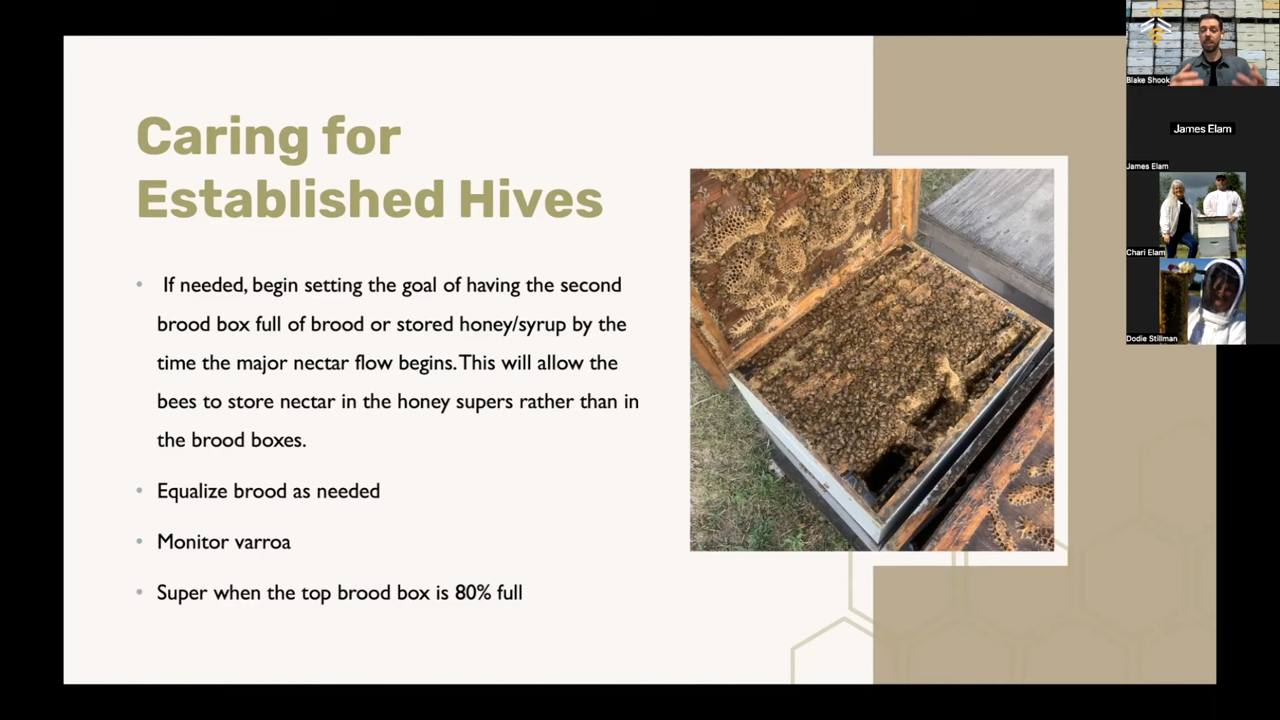 Caring for
Established Hives
• If needed, begin setting the goal of having the second
brood box full of brood or stored honey/syrup by the
time the major nectar flow begins. This will allow the
bees to store nectar in the honey supers rather than in
the brood boxes.
• Equalize brood as needed
• Monitor varroa
• Super when the top brood box is 80% full
Blake Shook
James Elam
James Elam
Chari Elam
Dodie Stillman